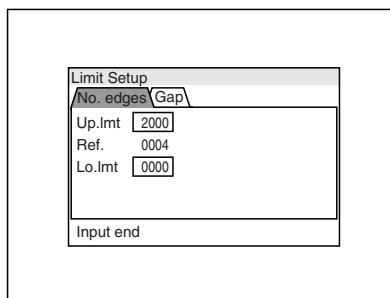 Limit Setup
No. edges Gap
Up.lmt 2000
Ref. 0004
Lo.lmt 0000
Input end